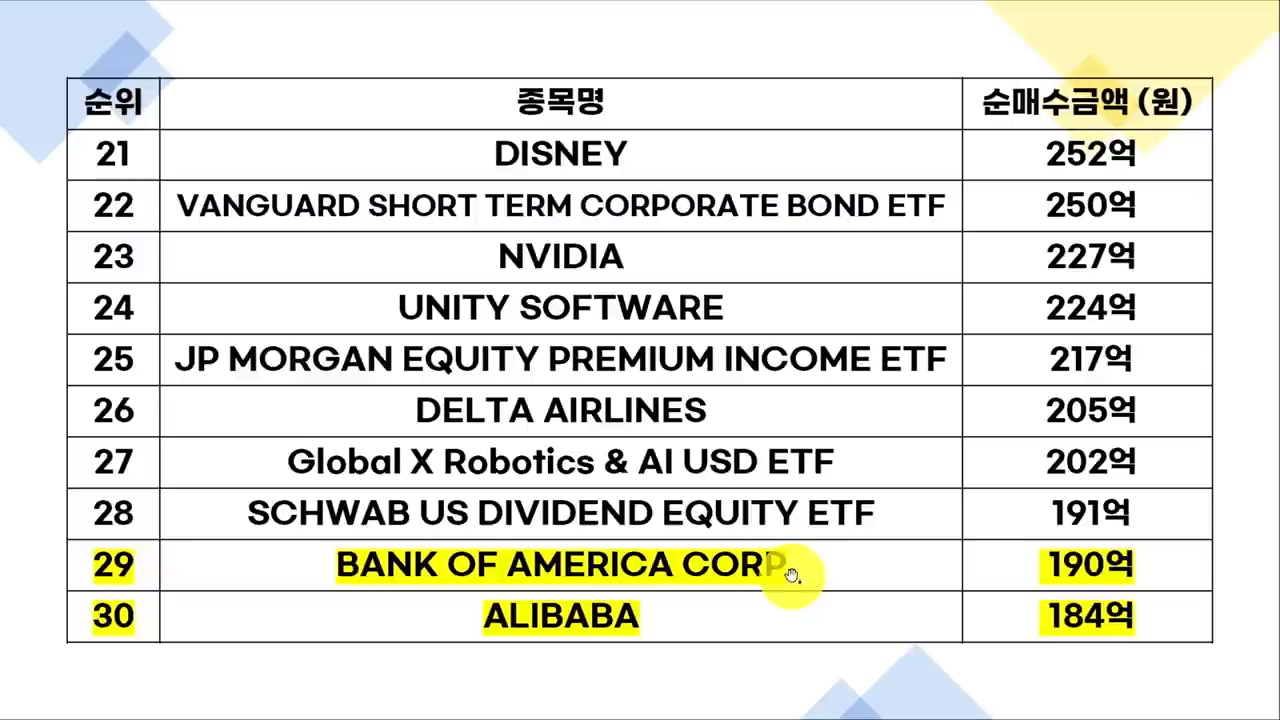 순위 종목명 순매수금액 (원)
21 DISNEY 252억
22 VANGUARD SHORT TERM CORPORATE BOND ETF 250억
23 NVIDIA 227억
24 UNITY SOFTWARE 224억
25 JP MORGAN EQUITY PREMIUM INCOME ETF 217억
26 DELTA AIRLINES 205억
27 Global X Robotics & AI USD ETF 202억
28 SCHWAB US DIVIDEND EQUITY ETF 191억
29 BANK OF AMERICA CORP 190억
30 ALIBABA 184억